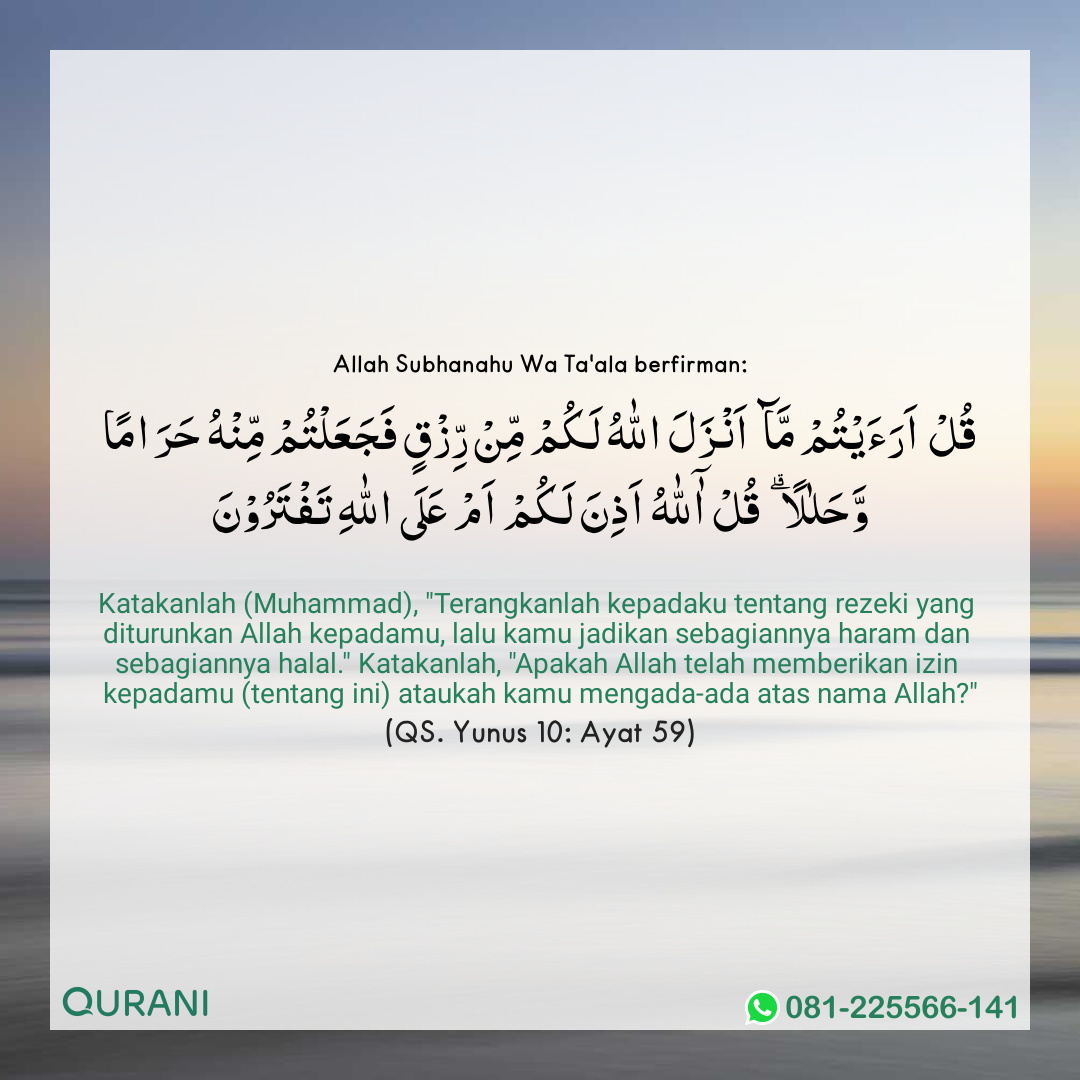 Allah Subhanahu Wa Ta'ala berfirman:
قُلْ اَرَءَيْتُمْ مَّاۤ اَنْزَلَ اللّٰهُ لَـكُمْ مِّنْ رِّزْقٍ فَجَعَلْتُمْ مِّنْهُ حَرَامًا
وَّحَلٰلًا ۗ قُلْ آٰللّٰهُ اَذِنَ لَـكُمْ اَمْ عَلَى اللّٰهِ تَفْتَرُوْنَ
Katakanlah (Muhammad), "Terangkanlah kepadaku tentang rezeki yang
diturunkan Allah kepadamu, lalu kamu jadikan sebagiannya haram dan
sebagiannya halal." Katakanlah, "Apakah Allah telah memberikan izin
kepadamu (tentang ini) ataukah kamu mengada-ada atas nama Allah?"
(QS. Yunus 10: Ayat 59)
QURANI
081-225566-141